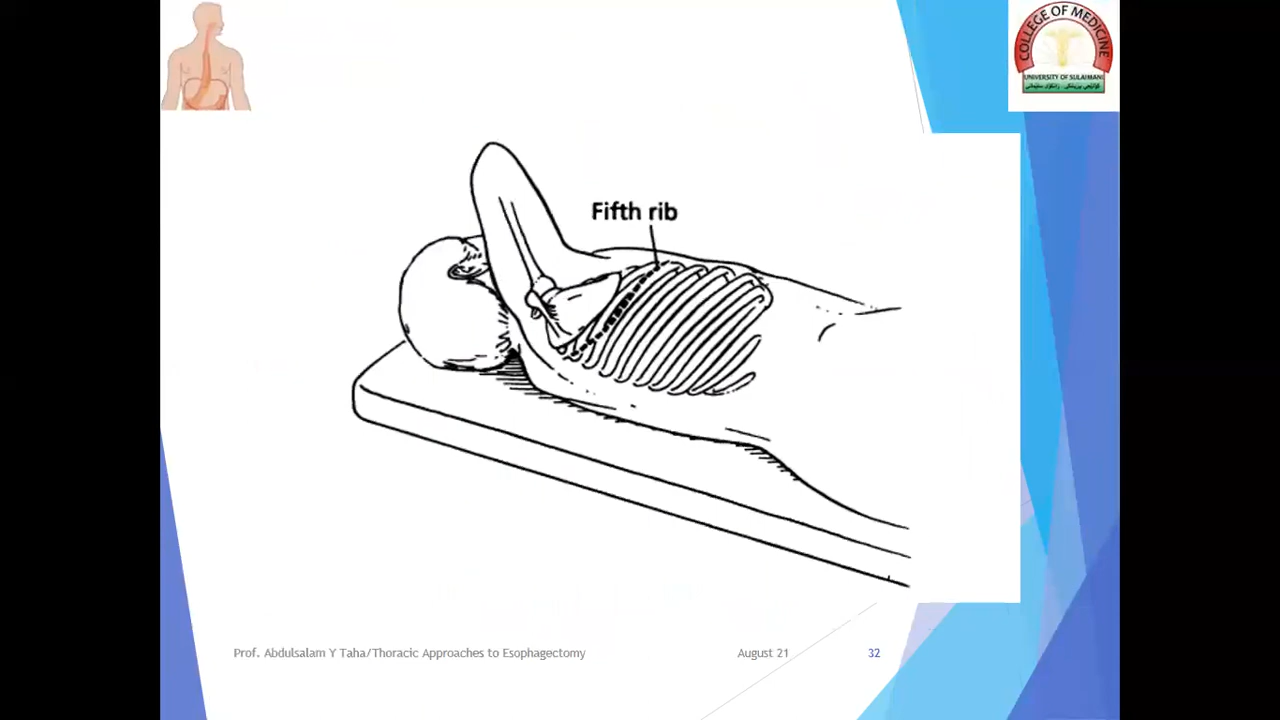 COLLEGE OF MEDICINE
UNIVERSITY OF SULAIMANI
Fifth rib
Prof. Abdulsalam Y Taha/Thoracic Approaches to Esophagectomy
August 21
32